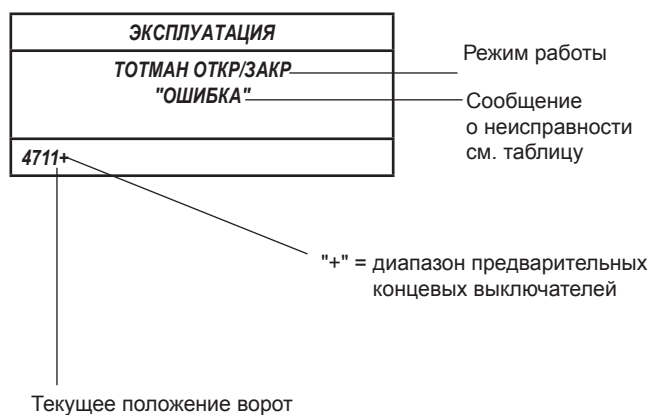 ЭКСПЛУАТАЦИЯ
ТОТМАН ОТКР/ЗАКР
"ОШИБКА"
4711+
Режим работы
Сообщение
о неисправности
см. таблицу
"+" = диапазон предварительных
концевых выключателей
Текущее положение ворот